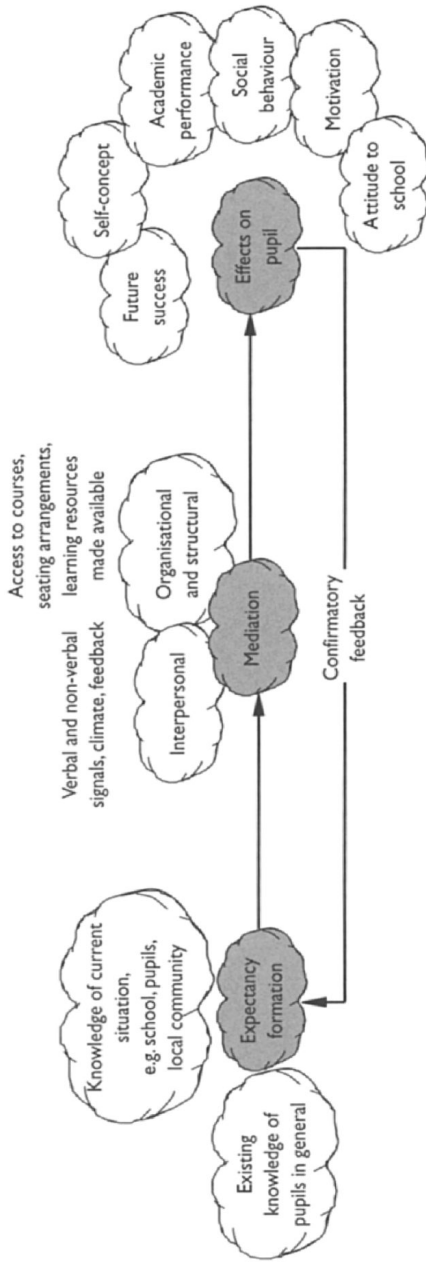 Existing
knowledge of
pupils in general
Knowledge of current
situation,
e.g. school, pupils,
local community
Expectancy
formation
Verbal and non-verbal
signals, climate, feedback
Interpersonal
Access to courses,
seating arrangements,
learning resources
made available
Organisational
and structural
Mediation
Confirmatory
feedback
Effects on
pupil
Future
success
Self-concept
Academic
performance
Social
behaviour
Motivation
Attitude to
school